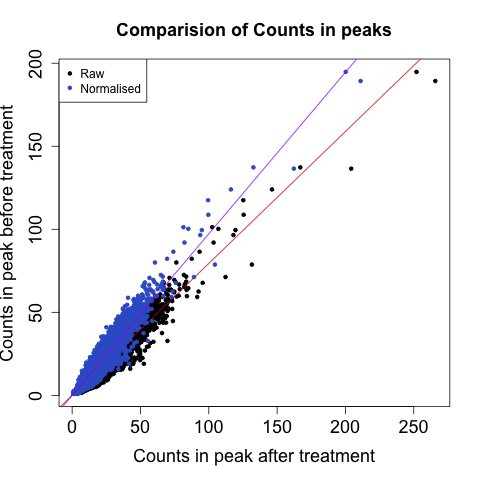 Comparision of Counts in peaks
Raw
Normalised
Counts in peak before treatment
200
150
100
50
0
0 50 100 150 200 250
Counts in peak after treatment